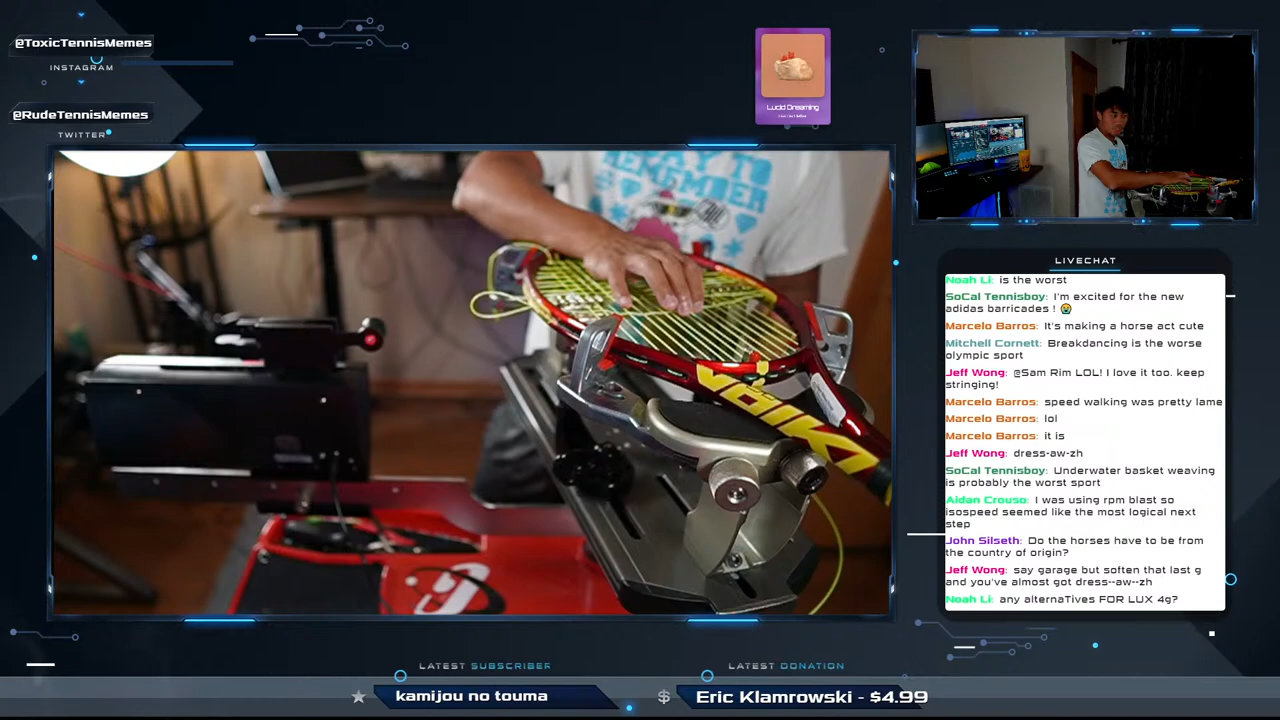 @ToxicTennisMemes
INSTAGRAM
@RudeTennisMemes
TWITTER
Lucid Dreaming
REMEMBER
LIVECHAT
Noah Li: is the worst
SoCal Tennisboy: I'm excited for the new
adidas barricades ! 😭
Marcelo Barros: It's making a horse act cute
Mitchell Cornett: Breakdancing is the worse
olympic sport
Jeff Wong: @Sam Rim LOL! I love it too. keep
stringing!
Marcelo Barros: speed walking was pretty lame
Marcelo Barros: lol
Marcelo Barros: it is
Jeff Wong: dress-aw-zh
SoCal Tennisboy: Underwater basket weaving
is probably the worst sport
Aidan Crouso: I was using rpm blast so
isospeed seemed like the most logical next
step
John Silseth: Do the horses have to be from
the country of origin?
Jeff Wong: say garage but soften that last g
and you've almost got dress--aw-zh
Noah Li: any alternaTives FOR LUX 4g?
LATEST SUBSCRIBER
kamijou no touma
LATEST DONATION
$ Eric Klamrowski - $4.99